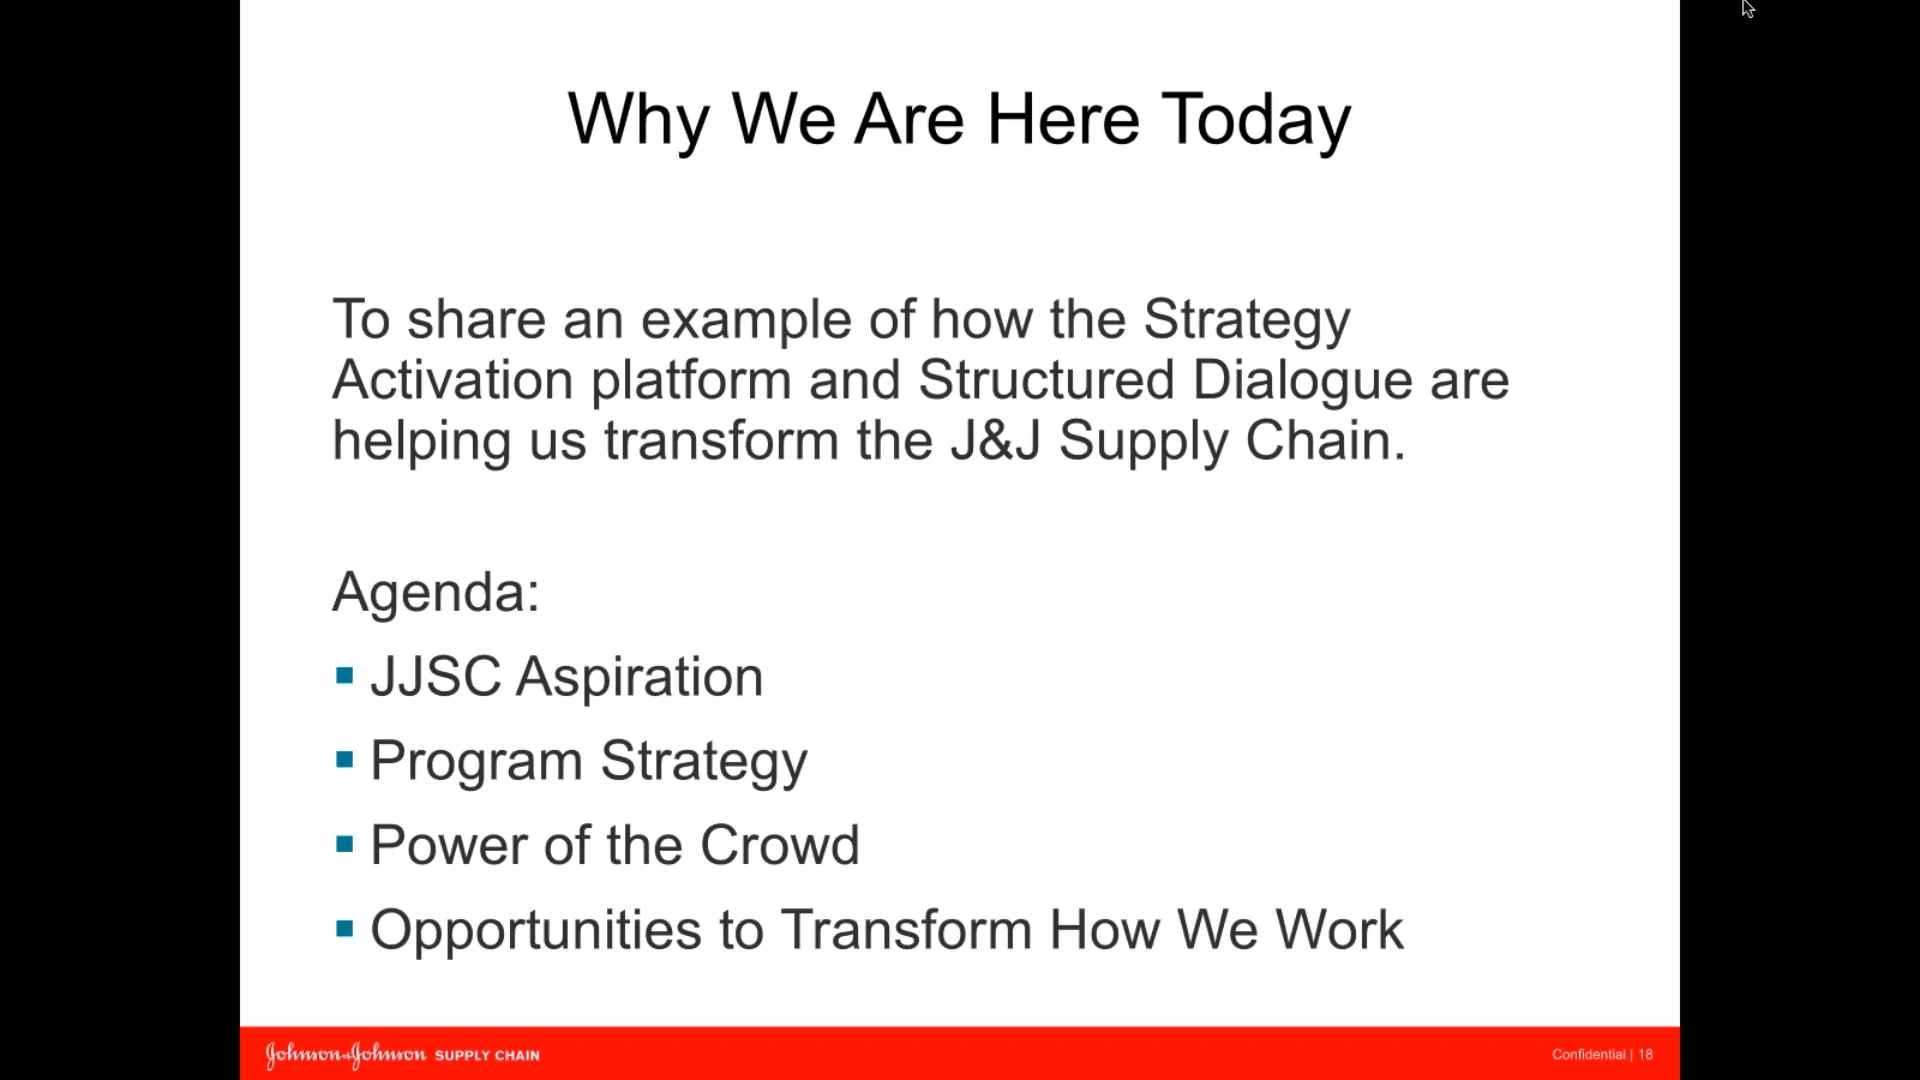 Why We Are Here Today
To share an example of how the Strategy
Activation platform and Structured Dialogue are
helping us transform the J&J Supply Chain.
Agenda:
JJSC Aspiration
Program Strategy
Power of the Crowd
Opportunities to Transform How We Work
Johnson & Johnson SUPPLY CHAIN
Confidential | 18